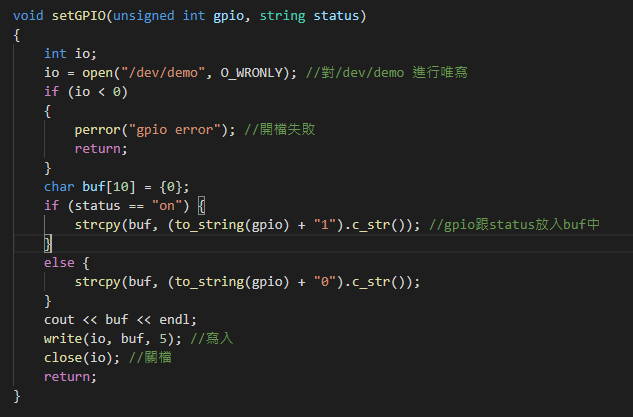 void setGPIO(unsigned int gpio, string status)
{
    int io;
    io = open("/dev/demo", O_WRONLY); //對/dev/demo 進行唯寫
    if (io < 0)
    {
        perror("gpio error"); //開檔失敗
        return;
    }
    char buf[10] = {0};
    if (status == "on") {
        strcpy(buf, (to_string(gpio) + "1").c_str()); //gpio跟status放入buf中
    }
    else {
        strcpy(buf, (to_string(gpio) + "0").c_str());
    }
    cout << buf << endl;
    write(io, buf, 5); //寫入
    close(io); //關檔
    return;
}